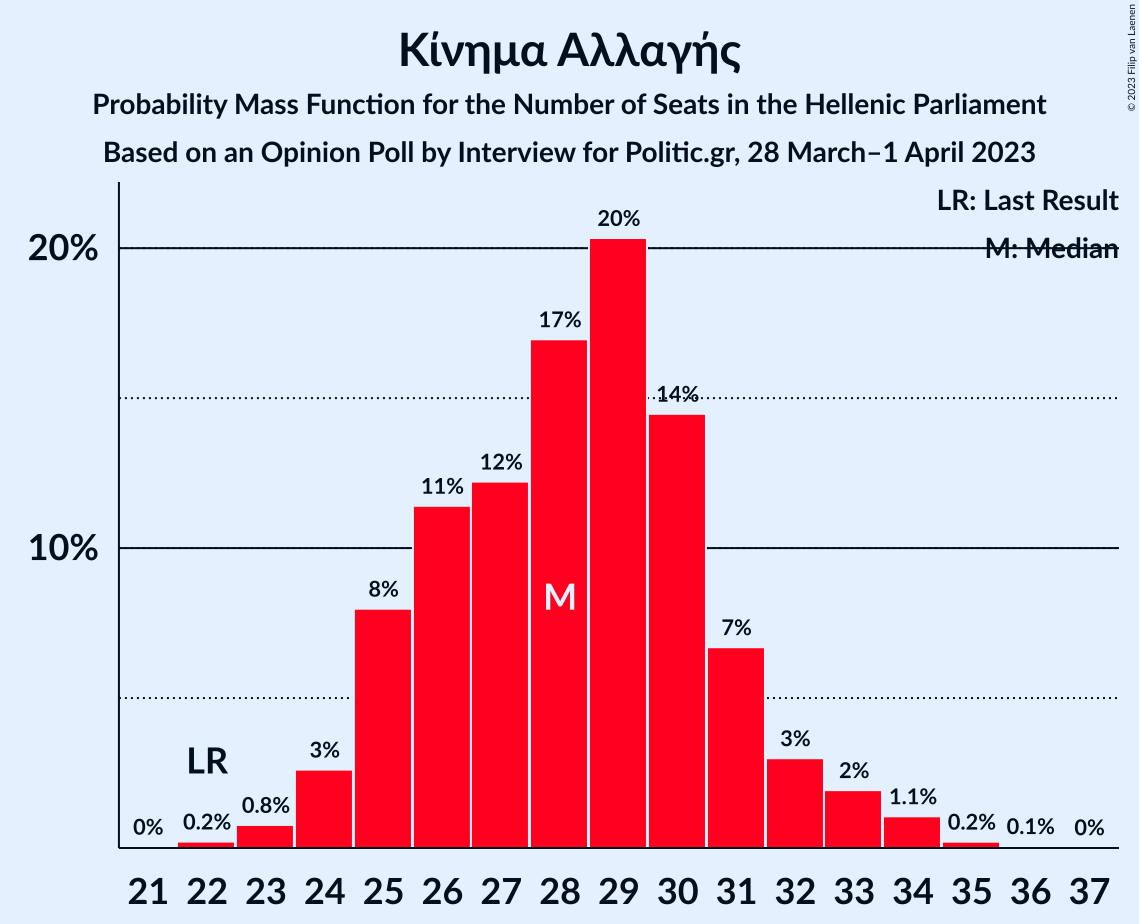 Κίνημα Αλλαγής
Probability Mass Function for the Number of Seats in the Hellenic Parliament
Based on an Opinion Poll by Interview for Politic.gr, 28 March–1 April 2023
© 2023 Filip van Laenen
LR: Last Result
M: Median
20%
10%
0%
0.2%
0.8%
3%
8%
11%
12%
17%
20%
14%
7%
3%
2%
1.1%
0.2%
0.1%
0%
LR
M
21 22 23 24 25 26 27 28 29 30 31 32 33 34 35 36 37